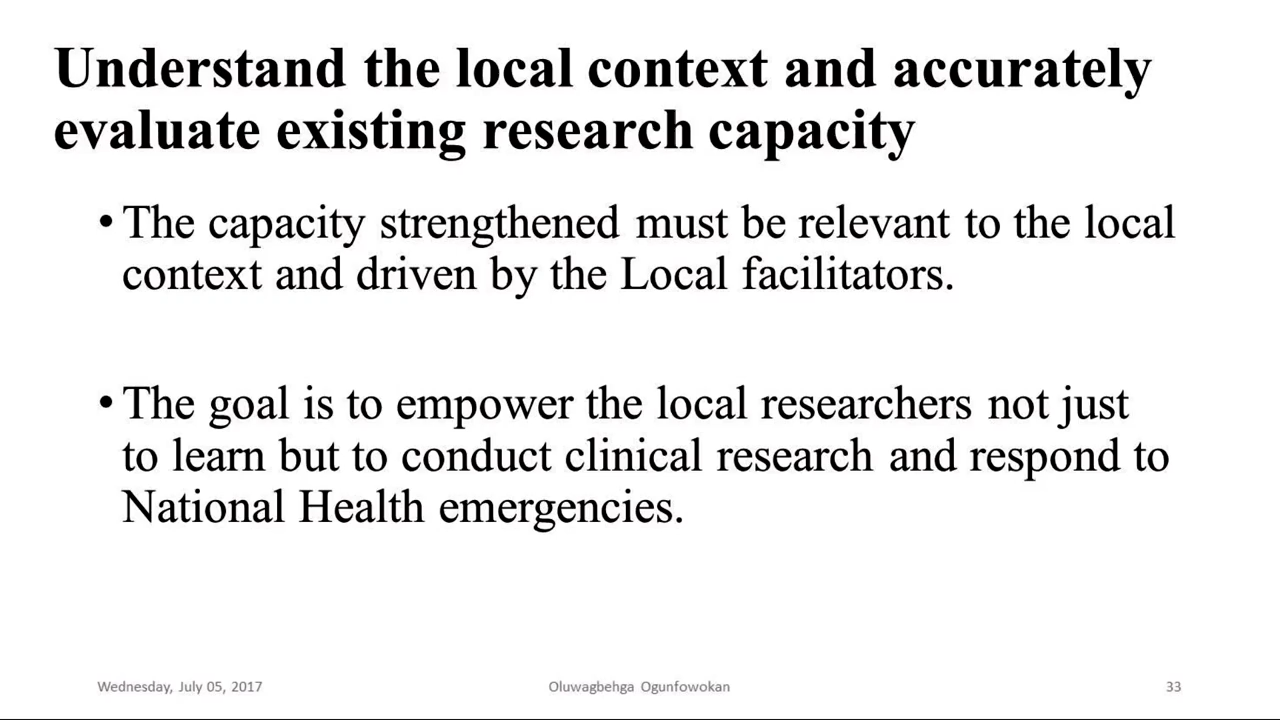 Understand the local context and accurately
evaluate existing research capacity
• The capacity strengthened must be relevant to the local
context and driven by the Local facilitators.
• The goal is to empower the local researchers not just
to learn but to conduct clinical research and respond to
National Health emergencies.
Wednesday, July 05, 2017
Oluwagbehga Ogunfowokan
33